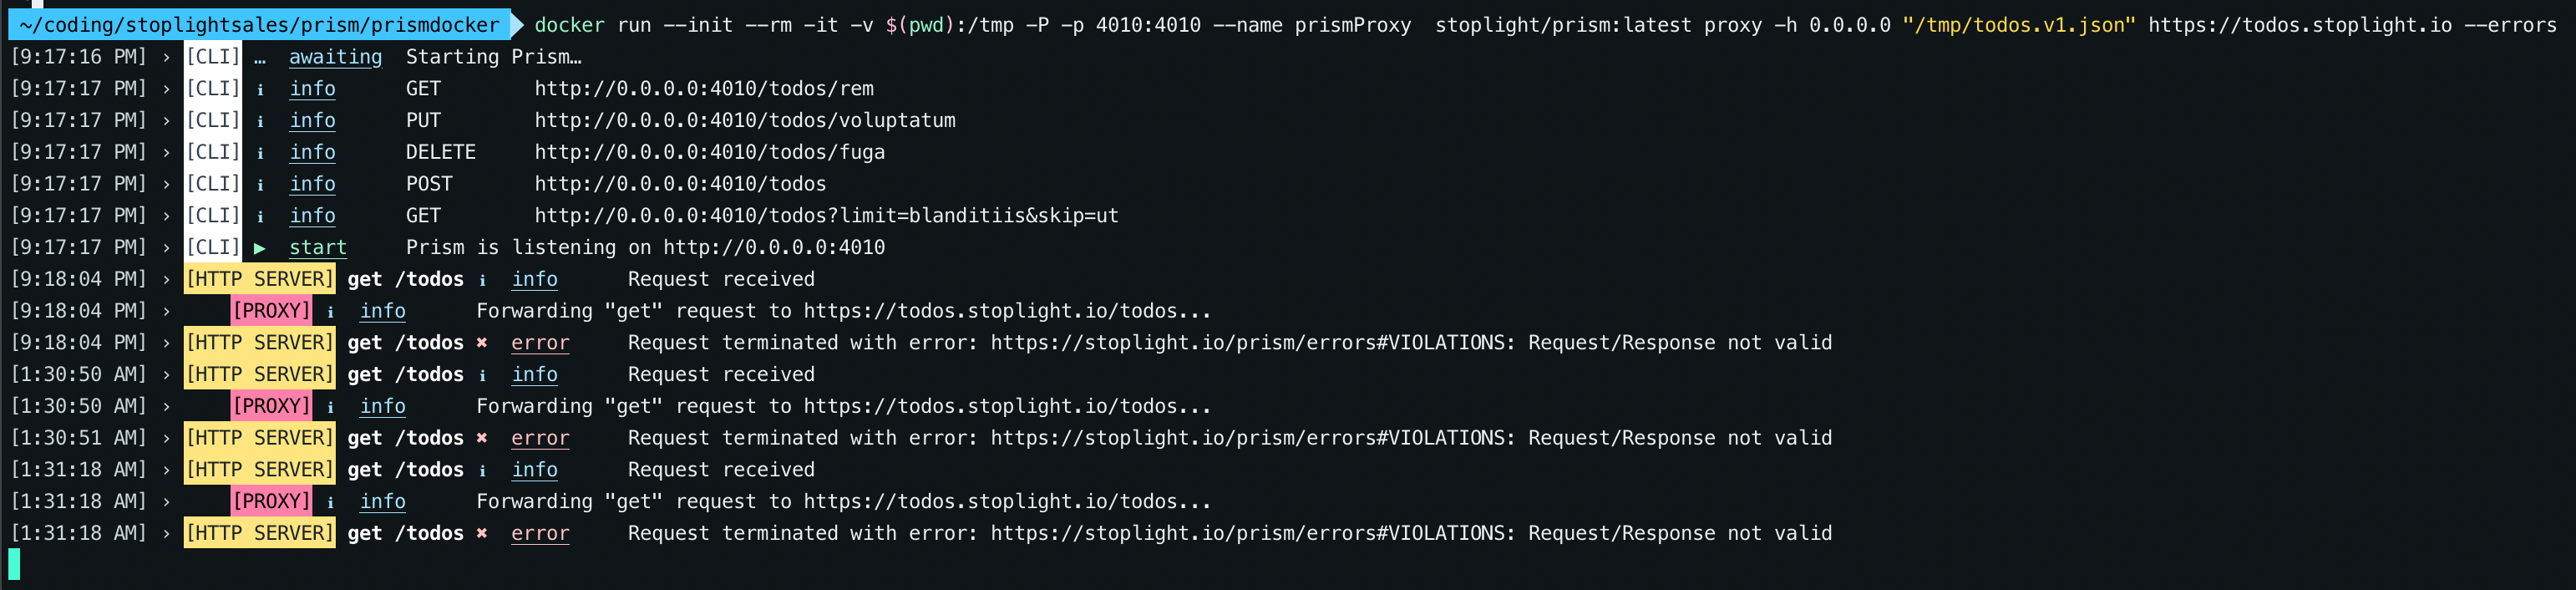 ~/coding/stoplightsales/prism/prismdocker docker run --init --rm -it -v $(pwd):/tmp -P -p 4010:4010 --name prismProxy  stoplight/prism:latest proxy -h 0.0.0.0 "/tmp/todos.v1.json" https://todos.stoplight.io --errors
[9:17:16 PM] › [CLI] … awaiting Starting Prism…
[9:17:17 PM] › [CLI] ℹ info GET http://0.0.0.0:4010/todos/rem
[9:17:17 PM] › [CLI] ℹ info PUT http://0.0.0.0:4010/todos/voluptatum
[9:17:17 PM] › [CLI] ℹ info DELETE http://0.0.0.0:4010/todos/fuga
[9:17:17 PM] › [CLI] ℹ info POST http://0.0.0.0:4010/todos
[9:17:17 PM] › [CLI] ℹ info GET http://0.0.0.0:4010/todos?limit=blanditiis&skip=ut
[9:17:17 PM] › [CLI] ▶ start Prism is listening on http://0.0.0.0:4010
[9:18:04 PM] › [HTTP SERVER] get /todos ℹ info Request received
[9:18:04 PM] › [PROXY] ℹ info Forwarding "get" request to https://todos.stoplight.io/todos...
[9:18:04 PM] › [HTTP SERVER] get /todos ✖ error Request terminated with error: https://stoplight.io/prism/errors#VIOLATIONS: Request/Response not valid
[1:30:50 AM] › [HTTP SERVER] get /todos ℹ info Request received
[1:30:50 AM] › [PROXY] ℹ info Forwarding "get" request to https://todos.stoplight.io/todos...
[1:30:51 AM] › [HTTP SERVER] get /todos ✖ error Request terminated with error: https://stoplight.io/prism/errors#VIOLATIONS: Request/Response not valid
[1:31:18 AM] › [HTTP SERVER] get /todos ℹ info Request received
[1:31:18 AM] › [PROXY] ℹ info Forwarding "get" request to https://todos.stoplight.io/todos...
[1:31:18 AM] › [HTTP SERVER] get /todos ✖ error Request terminated with error: https://stoplight.io/prism/errors#VIOLATIONS: Request/Response not valid